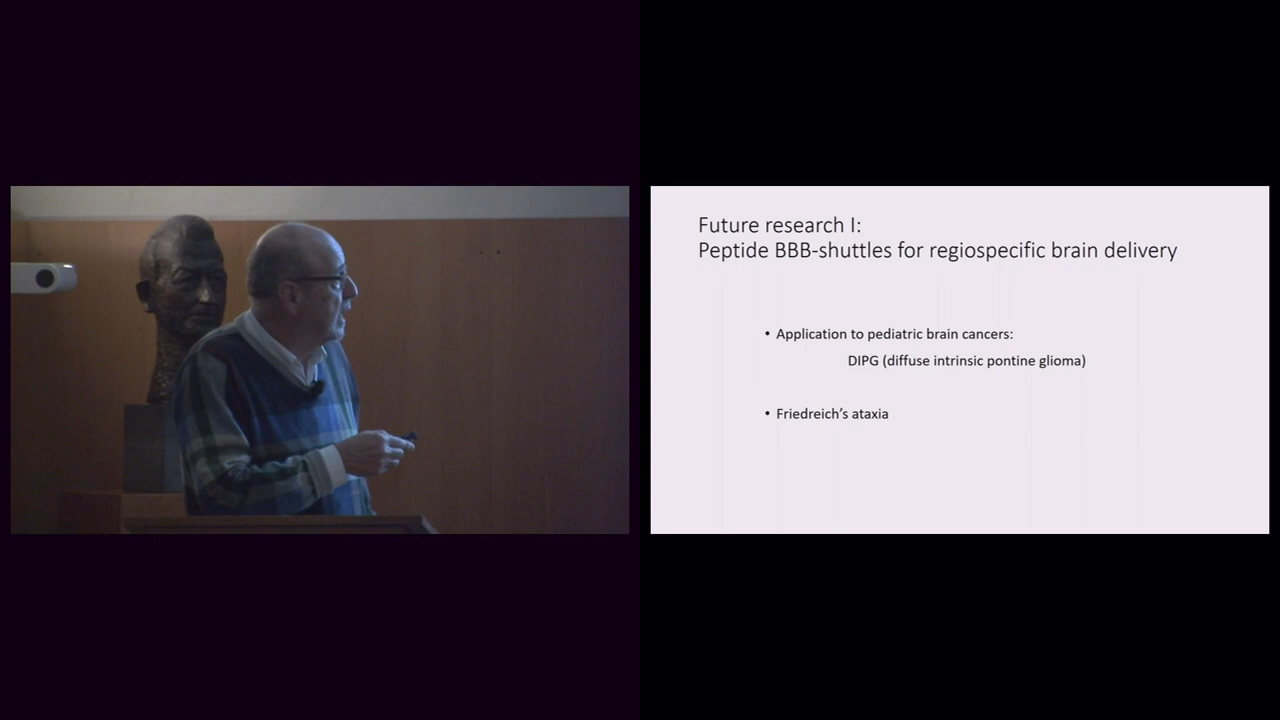 Future research I:
Peptide BBB-shuttles for regiospecific brain delivery
• Application to pediatric brain cancers:
DIPG (diffuse intrinsic pontine glioma)
• Friedreich’s ataxia